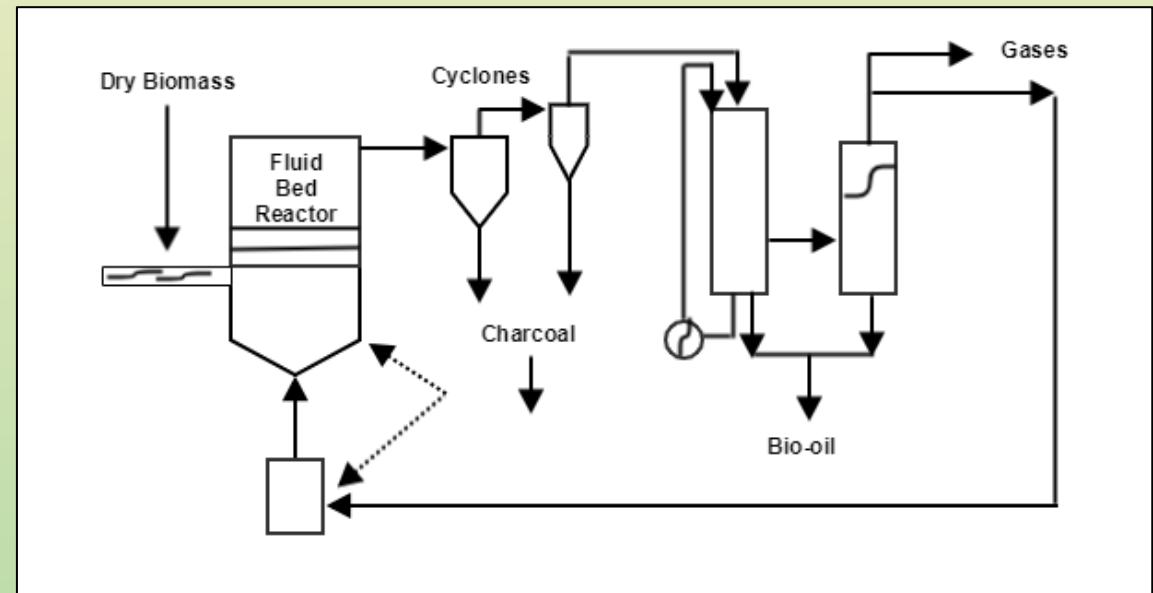 Dry Biomass
Cyclones
Gases
Fluid
Bed
Reactor
Charcoal
Bio-oil